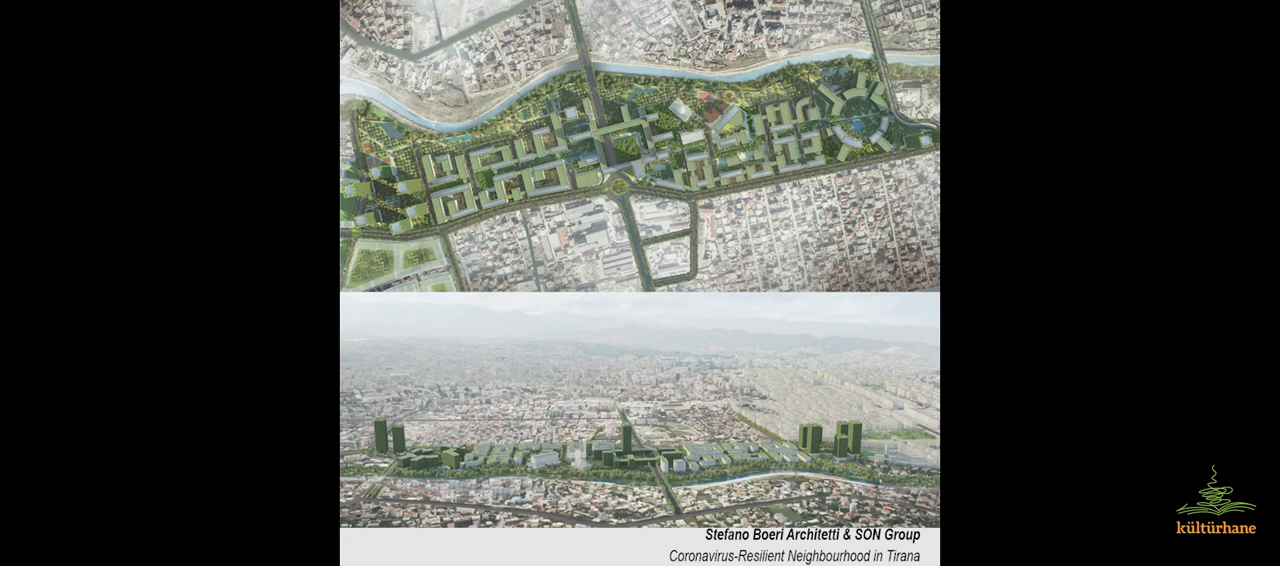 Stefano Boeri Architetti & SON Group
Coronavirus-Resilient Neighbourhood in Tirana
kültürhane